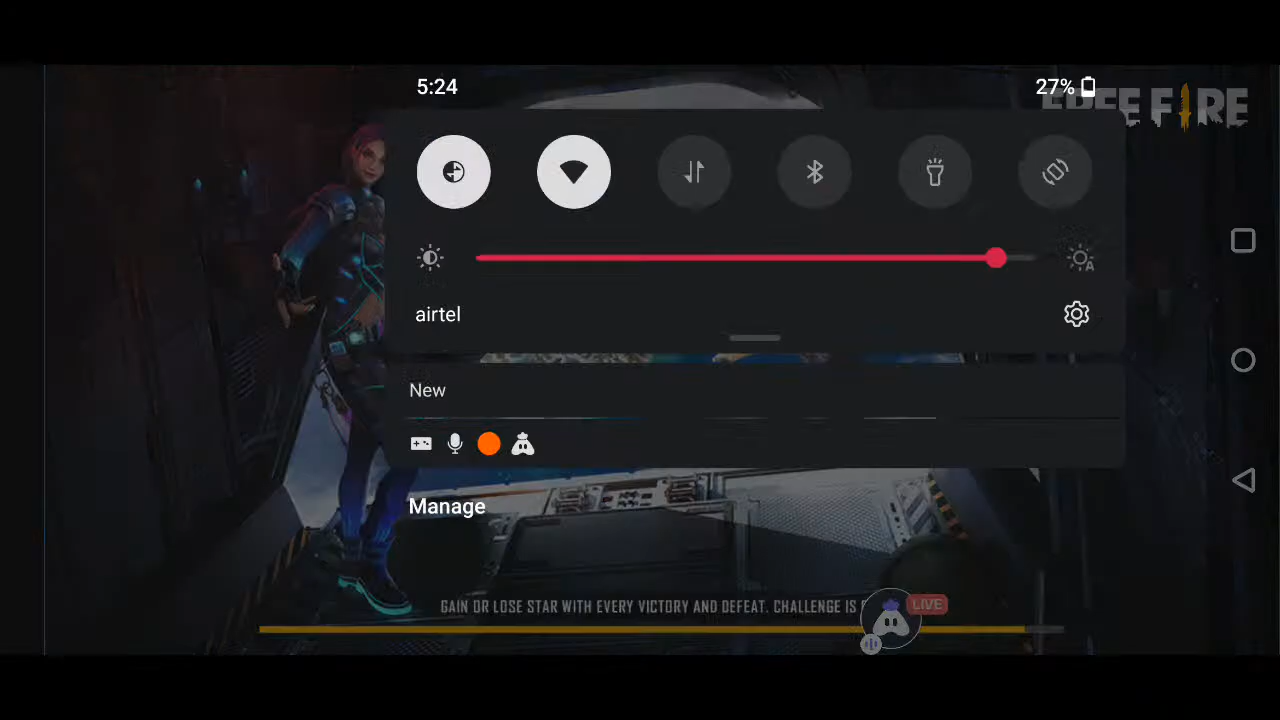 5:24
27%
FREE FIRE
airtel
New
Manage
GAIN OR LOSE STAR WITH EVERY VICTORY AND DEFEAT. CHALLENGE IS
LIVE